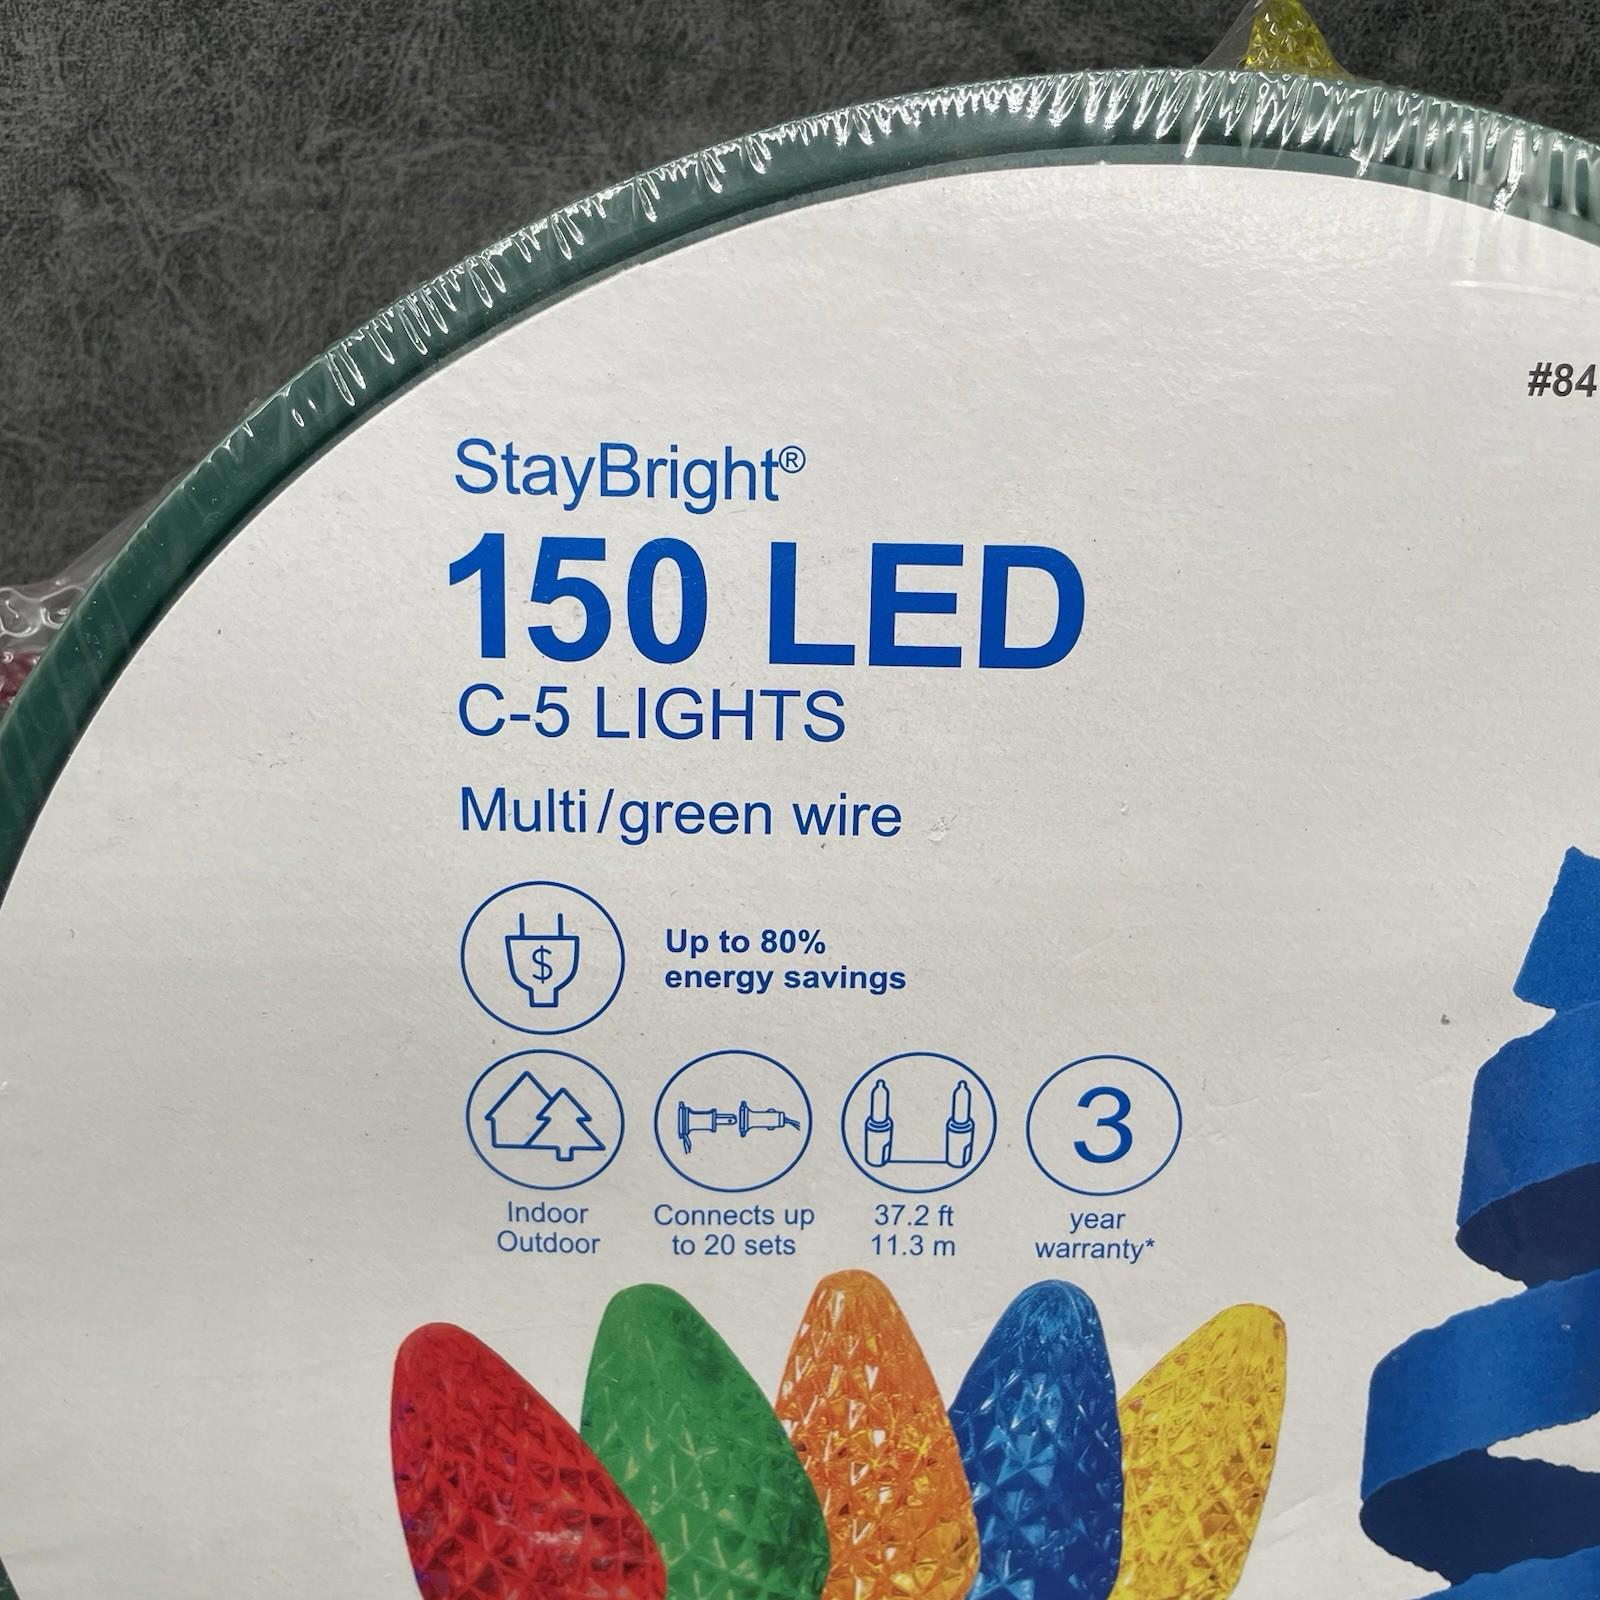 #84
StayBright®
150 LED
C-5 LIGHTS
Multi/green wire
$
Up to 80%
energy savings
3
Indoor
Outdoor
Connects up
to 20 sets
37.2 ft
11.3 m
year
warranty*